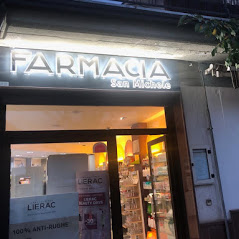 FARMACIA
San Michele
LIERAC
LIERAC
100% ANTI-RUGHE